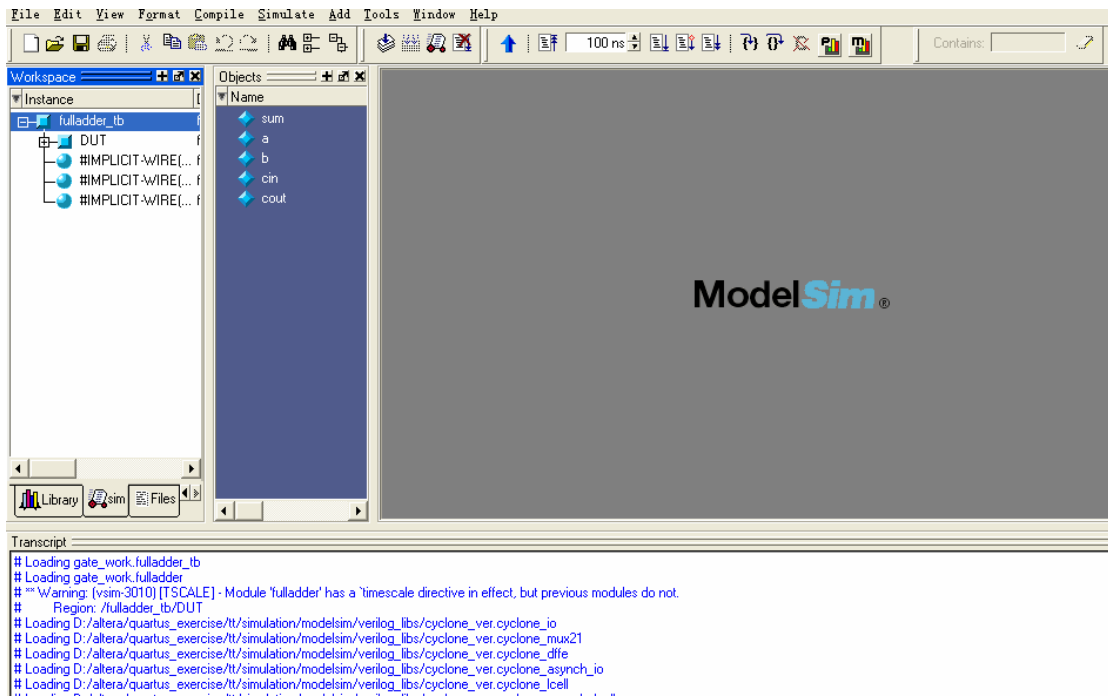 File Edit View Format Compile Simulate Add Tools Window Help
100 ns
Contains:
Workspace
Instance
fulladder_tb
DUT
#IMPLICIT-WIRE(...
#IMPLICIT-WIRE(...
#IMPLICIT-WIRE(...
Library sim Files
Objects
Name
sum
a
b
cin
cout
ModelSim ®
Transcript
# Loading gate_work.fulladder_tb
# Loading gate_work.fulladder
# ** Warning: (vsim-3010) [TSCALE] - Module 'fulladder' has a `timescale directive in effect, but previous modules do not.
# Region: /fulladder_tb/DUT
# Loading D:/altera/quartus_exercise/tt/simulation/modelsim/verilog_libs/cyclone_ver.cyclone_io
# Loading D:/altera/quartus_exercise/tt/simulation/modelsim/verilog_libs/cyclone_ver.cyclone_mux21
# Loading D:/altera/quartus_exercise/tt/simulation/modelsim/verilog_libs/cyclone_ver.cyclone_dffe
# Loading D:/altera/quartus_exercise/tt/simulation/modelsim/verilog_libs/cyclone_ver.cyclone_asynch_io
# Loading D:/altera/quartus_exercise/tt/simulation/modelsim/verilog_libs/cyclone_ver.cyclone_lcell